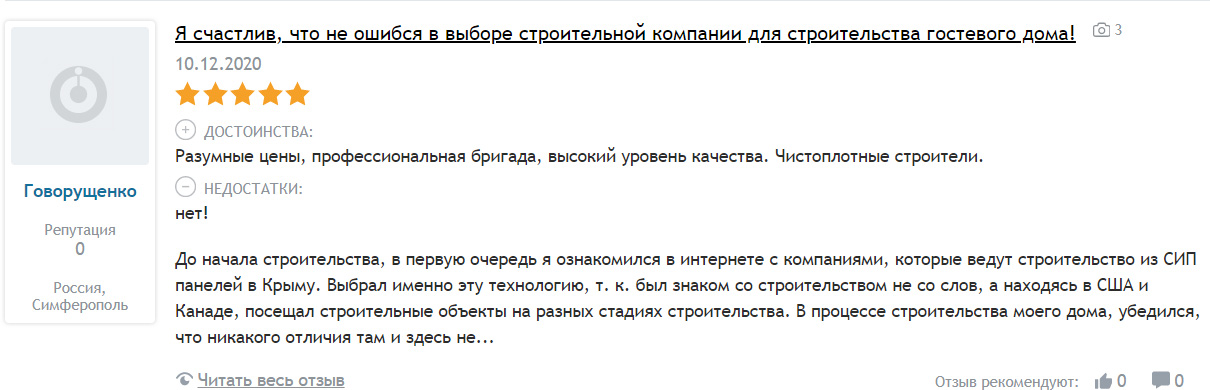 Я счастлив, что не ошибся в выборе строительной компании для строительства гостевого дома! 3
10.12.2020
ДОСТОИНСТВА:
Разумные цены, профессиональная бригада, высокий уровень качества. Чистоплотные строители.
НЕДОСТАТКИ:
нет!
Говорущенко
Репутация
0
Россия,
Симферополь
До начала строительства, в первую очередь я ознакомился в интернете с компаниями, которые ведут строительство из СИП
панелей в Крыму. Выбрал именно эту технологию, т. к. был знаком со строительством не со слов, а находясь в США и
Канаде, посещал строительные объекты на разных стадиях строительства. В процессе строительства моего дома, убедился,
что никакого отличия там и здесь не...
Читать весь отзыв
Отзыв рекомендуют: 0 0